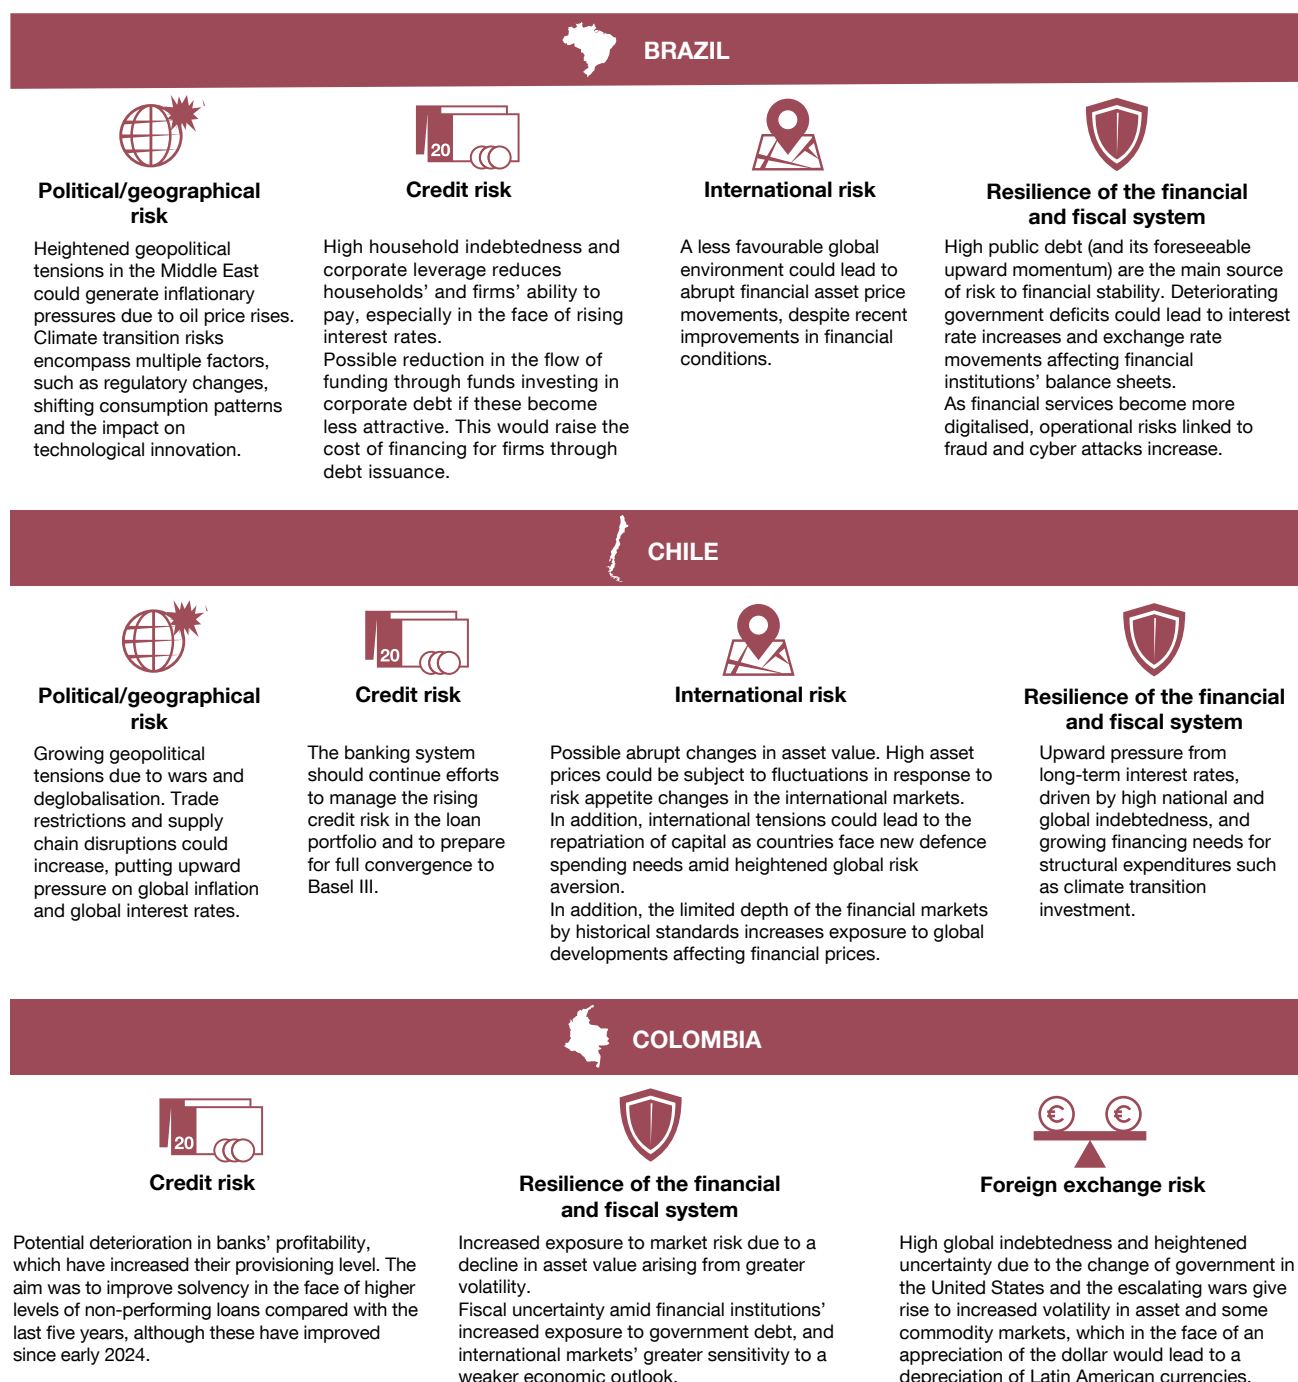 BRAZIL
20
Political/geographical
risk
Heightened geopolitical
tensions in the Middle East
could generate inflationary
pressures due to oil price rises.
Climate transition risks
encompass multiple factors,
such as regulatory changes,
shifting consumption patterns
and the impact on
technological innovation.
Credit risk
High household indebtedness and
corporate leverage reduces
households’ and firms’ ability to
pay, especially in the face of rising
interest rates.
Possible reduction in the flow of
funding through funds investing in
corporate debt if these become
less attractive. This would raise the
cost of financing for firms through
debt issuance.
International risk
A less favourable global
environment could lead to
abrupt financial asset price
movements, despite recent
improvements in financial
conditions.
Resilience of the financial
and fiscal system
High public debt (and its foreseeable
upward momentum) are the main source
of risk to financial stability. Deteriorating
government deficits could lead to interest
rate increases and exchange rate
movements affecting financial
institutions’ balance sheets.
As financial services become more
digitalised, operational risks linked to
fraud and cyber attacks increase.
CHILE
20
Political/geographical
risk
Growing geopolitical
tensions due to wars and
deglobalisation. Trade
restrictions and supply
chain disruptions could
increase, putting upward
pressure on global inflation
and global interest rates.
Credit risk
The banking system
should continue efforts
to manage the rising
credit risk in the loan
portfolio and to prepare
for full convergence to
Basel III.
International risk
Possible abrupt changes in asset value. High asset
prices could be subject to fluctuations in response to
risk appetite changes in the international markets.
In addition, international tensions could lead to the
repatriation of capital as countries face new defence
spending needs amid heightened global risk
aversion.
In addition, the limited depth of the financial markets
by historical standards increases exposure to global
developments affecting financial prices.
Resilience of the financial
and fiscal system
Upward pressure from
long-term interest rates,
driven by high national and
global indebtedness, and
growing financing needs for
structural expenditures such
as climate transition
investment.
COLOMBIA
20
Credit risk
Potential deterioration in banks’ profitability,
which have increased their provisioning level. The
aim was to improve solvency in the face of higher
levels of non-performing loans compared with the
last five years, although these have improved
since early 2024.
Resilience of the financial
and fiscal system
Increased exposure to market risk due to a
decline in asset value arising from greater
volatility.
Fiscal uncertainty amid financial institutions’
increased exposure to government debt, and
international markets’ greater sensitivity to a
weaker economic outlook.
€ €
Foreign exchange risk
High global indebtedness and heightened
uncertainty due to the change of government in
the United States and the escalating wars give
rise to increased volatility in asset and some
commodity markets, which in the face of an
appreciation of the dollar would lead to a
depreciation of Latin American currencies.